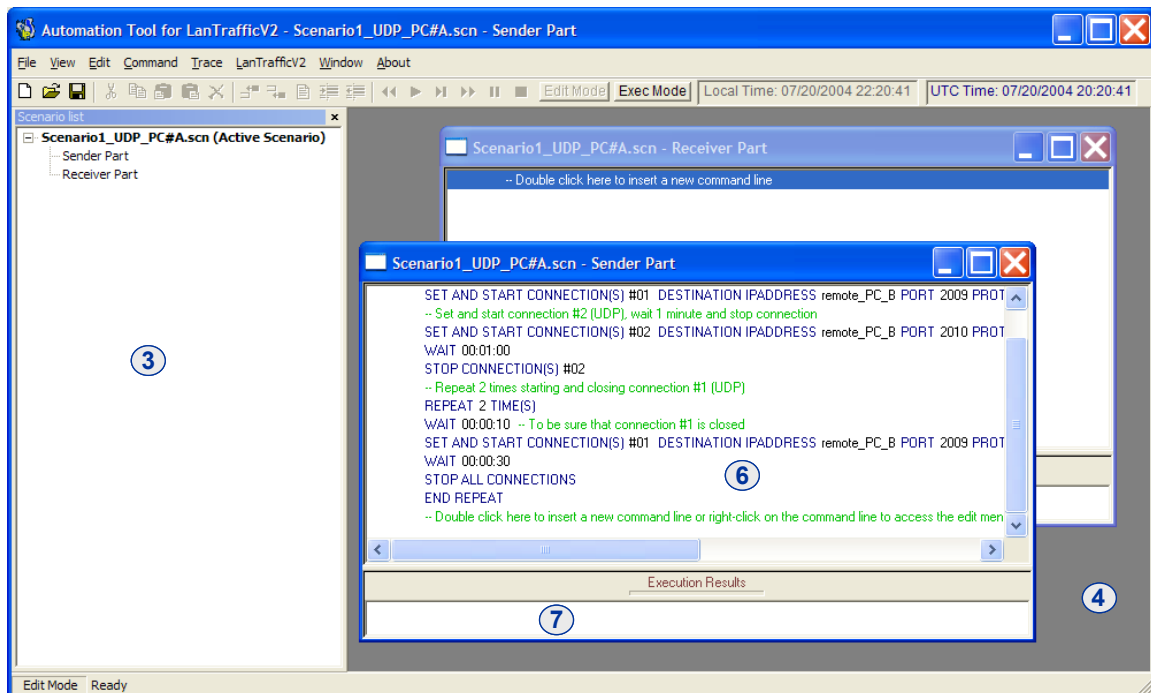 Automation Tool for LanTrafficV2 - Scenario1_UDP_PC#A.scn - Sender Part
File View Edit Command Trace LanTrafficV2 Window About
Edit Mode Exec Mode Local Time: 07/20/2004 22:20:41 UTC Time: 07/20/2004 20:20:41
Scenario list
Scenario1_UDP_PC#A.scn (Active Scenario)
Sender Part
Receiver Part
3
Scenario1_UDP_PC#A.scn - Receiver Part
-- Double click here to insert a new command line
Scenario1_UDP_PC#A.scn - Sender Part
SET AND START CONNECTION(S) #01 DESTINATION IPADDRESS remote_PC_B PORT 2009 PROT
-- Set and start connection #2 (UDP), wait 1 minute and stop connection
SET AND START CONNECTION(S) #02 DESTINATION IPADDRESS remote_PC_B PORT 2010 PROT
WAIT 00:01:00
STOP CONNECTION(S) #02
-- Repeat 2 times starting and closing connection #1 (UDP)
REPEAT 2 TIME(S)
WAIT 00:00:10 -- To be sure that connection #1 is closed
SET AND START CONNECTION(S) #01 DESTINATION IPADDRESS remote_PC_B PORT 2009 PROT
WAIT 00:00:30
STOP ALL CONNECTIONS
6
END REPEAT
-- Double click here to insert a new command line or right-click on the command line to access the edit men
Execution Results
7
4
Edit Mode Ready